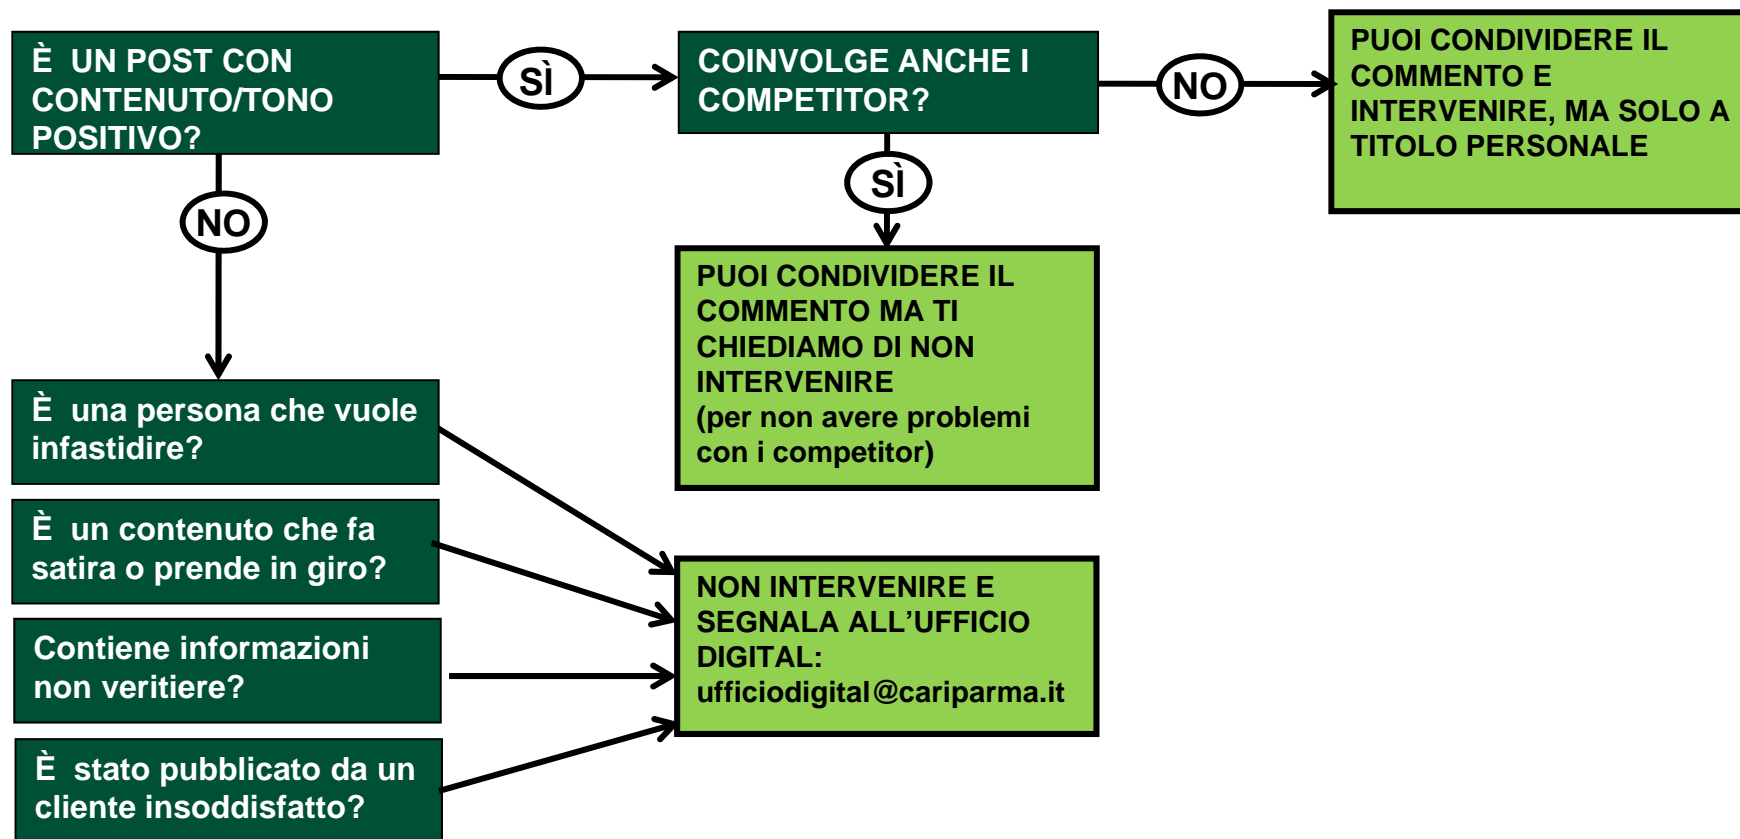 È UN POST CON
CONTENUTO/TONO
POSITIVO?
SÌ
COINVOLGE ANCHE I
COMPETITOR?
NO
PUOI CONDIVIDERE IL
COMMENTO E
INTERVENIRE, MA SOLO A
TITOLO PERSONALE
NO
SÌ
PUOI CONDIVIDERE IL
COMMENTO MA TI
CHIEDIAMO DI NON
INTERVENIRE
(per non avere problemi
con i competitor)
È una persona che vuole
infastidire?
È un contenuto che fa
satira o prende in giro?
Contiene informazioni
non veritiere?
È stato pubblicato da un
cliente insoddisfatto?
NON INTERVENIRE E
SEGNALA ALL’UFFICIO
DIGITAL:
ufficiodigital@cariparma.it